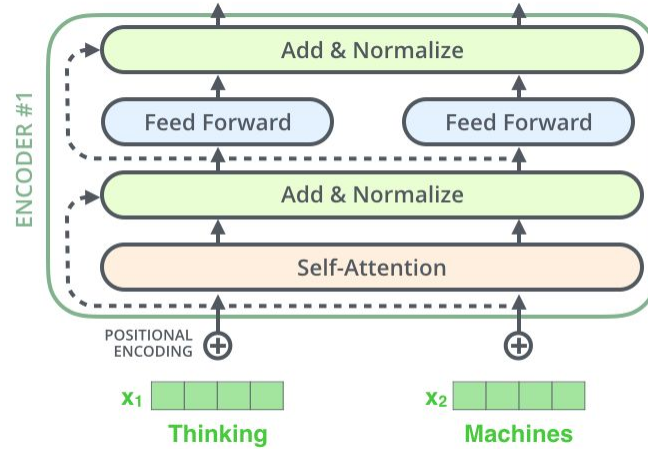 ENCODER #1
Add & Normalize
Feed Forward
Feed Forward
Add & Normalize
Self-Attention
POSITIONAL
ENCODING
x₁
x₂
Thinking
Machines